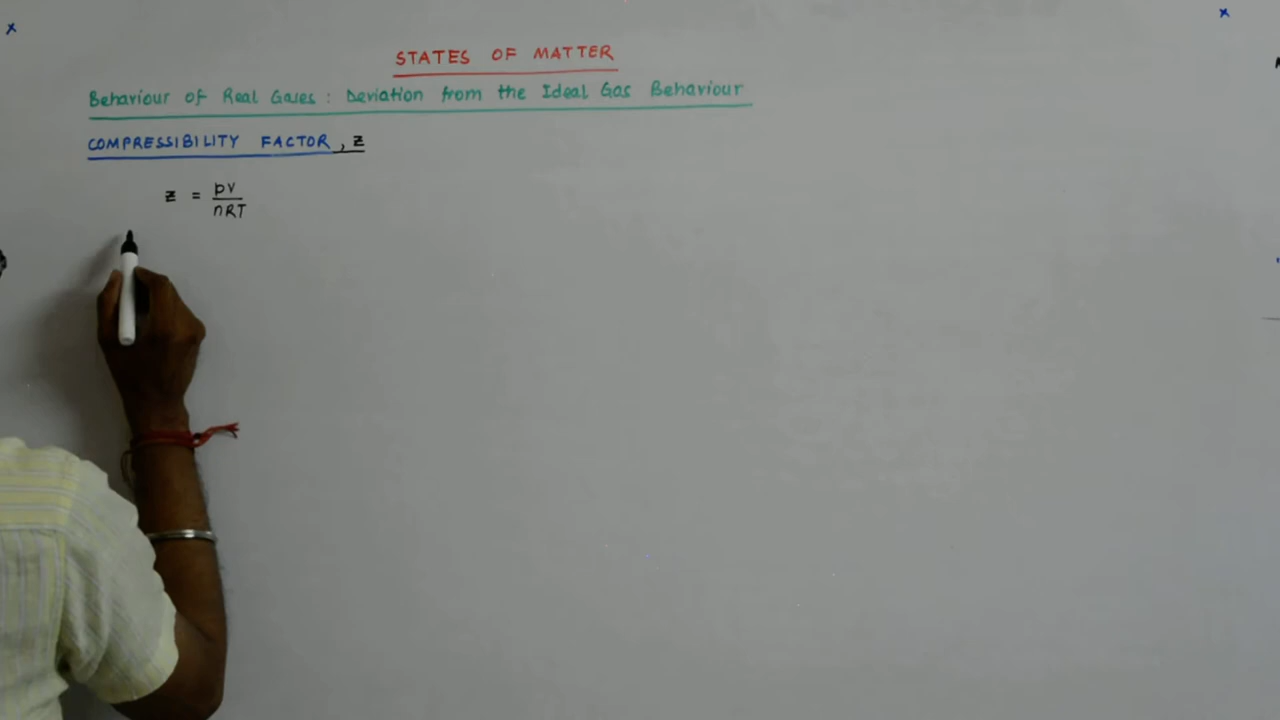 STATES OF MATTER
Behaviour of Real Gases : Deviation from the Ideal Gas Behaviour
COMPRESSIBILITY FACTOR, Z
Z = pV / nRT